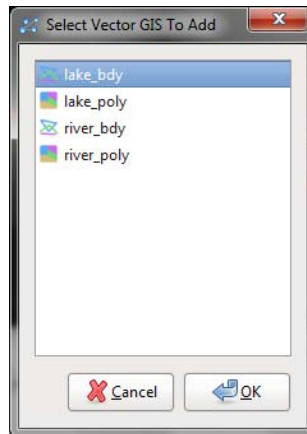 Select Vector GIS To Add
lake_bdy
lake_poly
river_bdy
river_poly
Cancel
OK